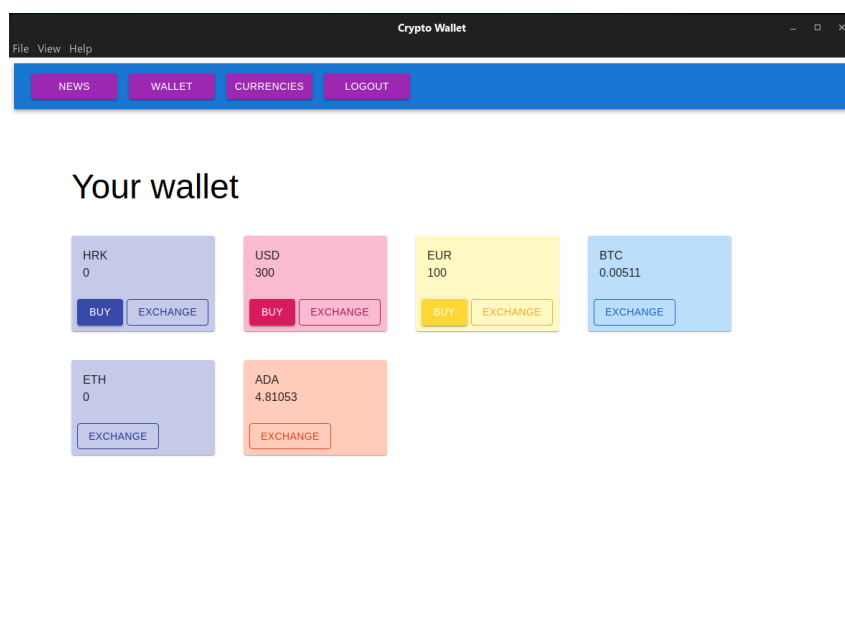 Crypto Wallet
File View Help
NEWS WALLET CURRENCIES LOGOUT
Your wallet
HRK
0
BUY EXCHANGE
USD
300
BUY EXCHANGE
EUR
100
BUY EXCHANGE
BTC
0.00511
EXCHANGE
ETH
0
EXCHANGE
ADA
4.81053
EXCHANGE